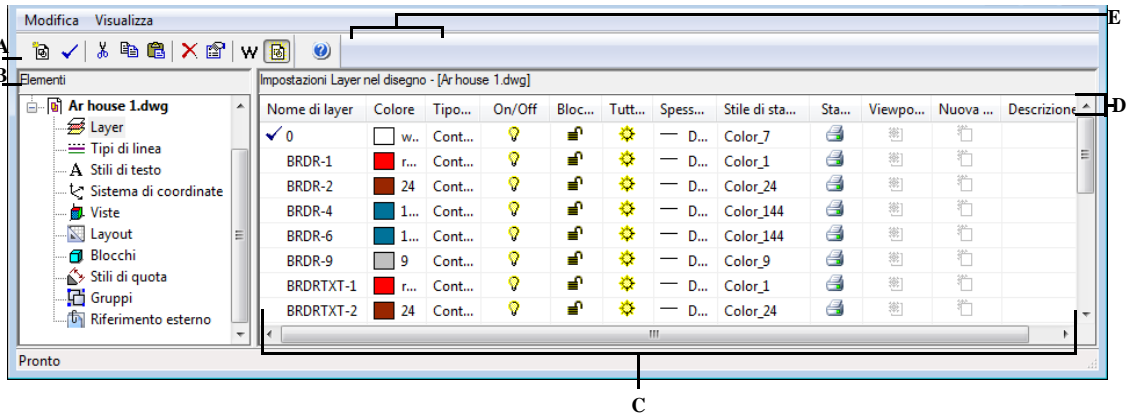 Modifica Visualizza
E
A
W
B
Elementi
Impostazioni Layer nel disegno - [Ar house 1.dwg]
Ar house 1.dwg
Layer
Tipi di linea
Stili di testo
Sistema di coordinate
Viste
Layout
Blocchi
Stili di quota
Gruppi
Riferimento esterno
Nome di layer Colore Tipo... On/Off Bloc... Tutt... Spess... Stile di sta... Sta... Viewpo... Nuova ... Descrizione
D
0 w... Cont... D... Color_7
BRDR-1 r... Cont... D... Color_1
BRDR-2 24 Cont... D... Color_24
BRDR-4 1... Cont... D... Color_144
BRDR-6 1... Cont... D... Color_144
BRDR-9 9 Cont... D... Color_9
BRDRTXT-1 r... Cont... D... Color_1
BRDRTXT-2 24 Cont... D... Color_24
Pronto
C